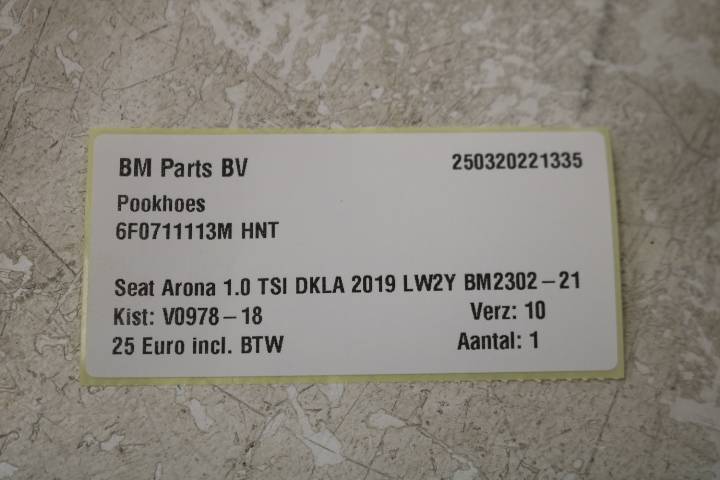 BM Parts BV 250320221335
Pookhoes
6F0711113M HNT
Seat Arona 1.0 TSI DKLA 2019 LW2Y BM2302-21
Kist: V0978-18 Verz: 10
25 Euro incl. BTW Aantal: 1